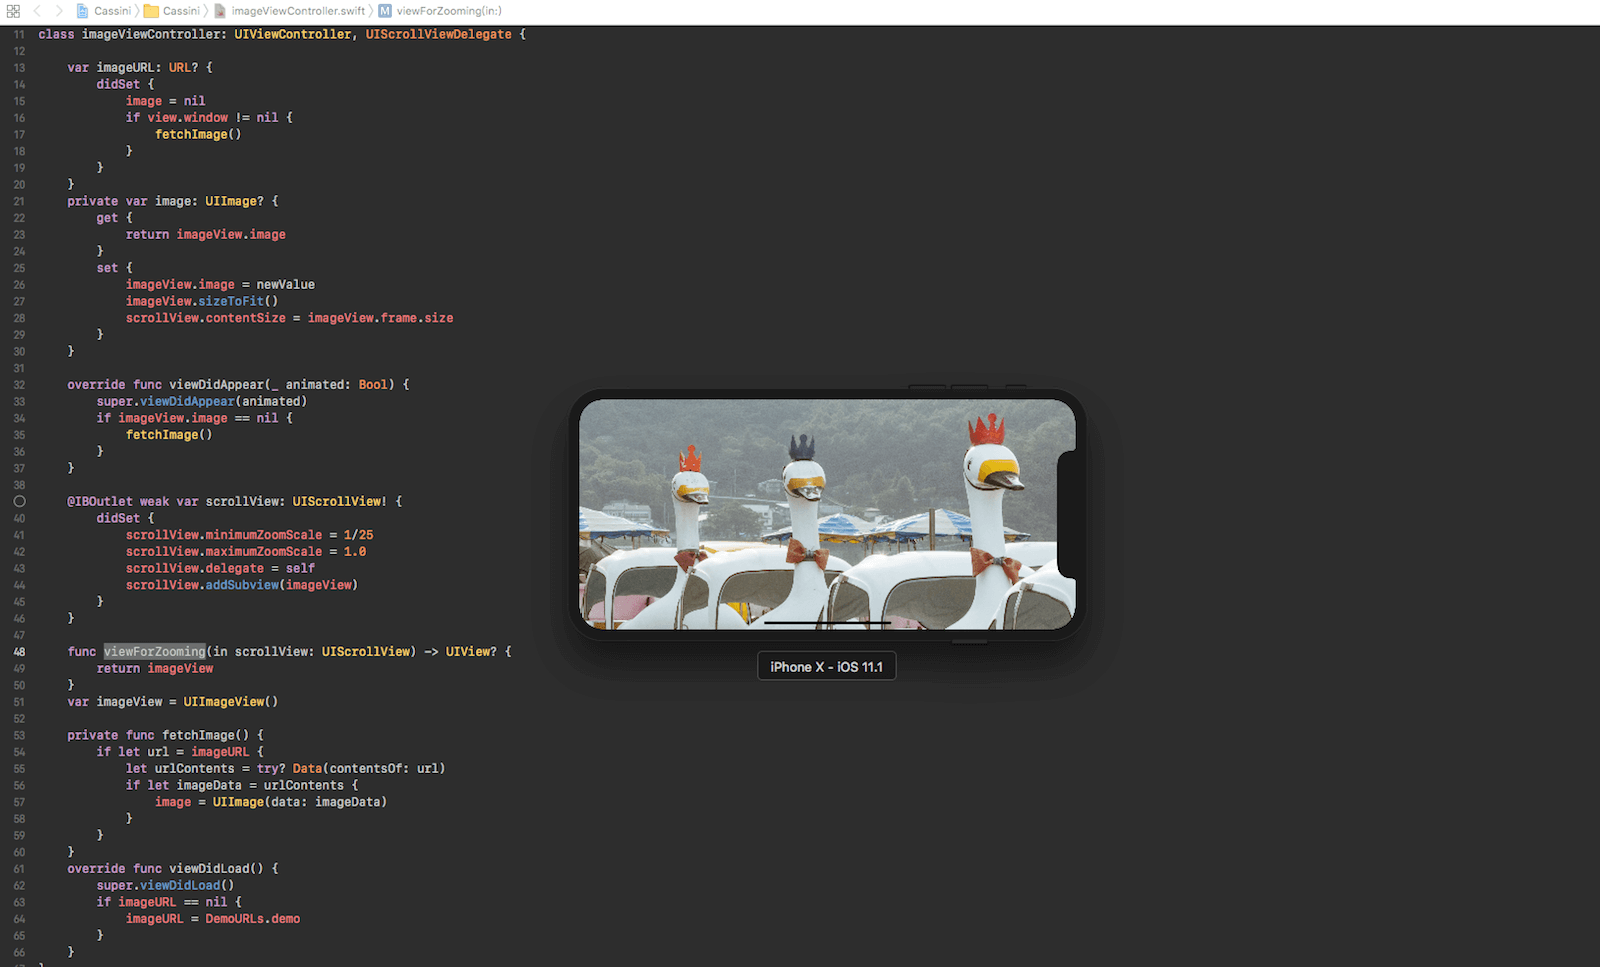 Cassini Cassini imageViewController.swift M viewForZooming(in:)
11 class imageViewController: UIViewController, UIScrollViewDelegate {
12
13 var imageURL: URL? {
14 didSet {
15 image = nil
16 if view.window != nil {
17 fetchImage()
18 }
19 }
20 }
21 private var image: UIImage? {
22 get {
23 return imageView.image
24 }
25 set {
26 imageView.image = newValue
27 imageView.sizeToFit()
28 scrollView.contentSize = imageView.frame.size
29 }
30 }
31
32 override func viewDidAppear(_ animated: Bool) {
33 super.viewDidAppear(animated)
34 if imageView.image == nil {
35 fetchImage()
36 }
37 }
38
@IBOutlet weak var scrollView: UIScrollView! {
40 didSet {
41 scrollView.minimumZoomScale = 1/25
42 scrollView.maximumZoomScale = 1.0
43 scrollView.delegate = self
44 scrollView.addSubview(imageView)
45 }
46 }
47
48 func viewForZooming(in scrollView: UIScrollView) -> UIView? {
49 return imageView
50 }
51 var imageView = UIImageView()
52
53 private func fetchImage() {
54 if let url = imageURL {
55 let urlContents = try? Data(contentsOf: url)
56 if let imageData = urlContents {
57 image = UIImage(data: imageData)
58 }
59 }
60 }
61 override func viewDidLoad() {
62 super.viewDidLoad()
63 if imageURL == nil {
64 imageURL = DemoURLs.demo
65 }
66 }
iPhone X - iOS 11.1